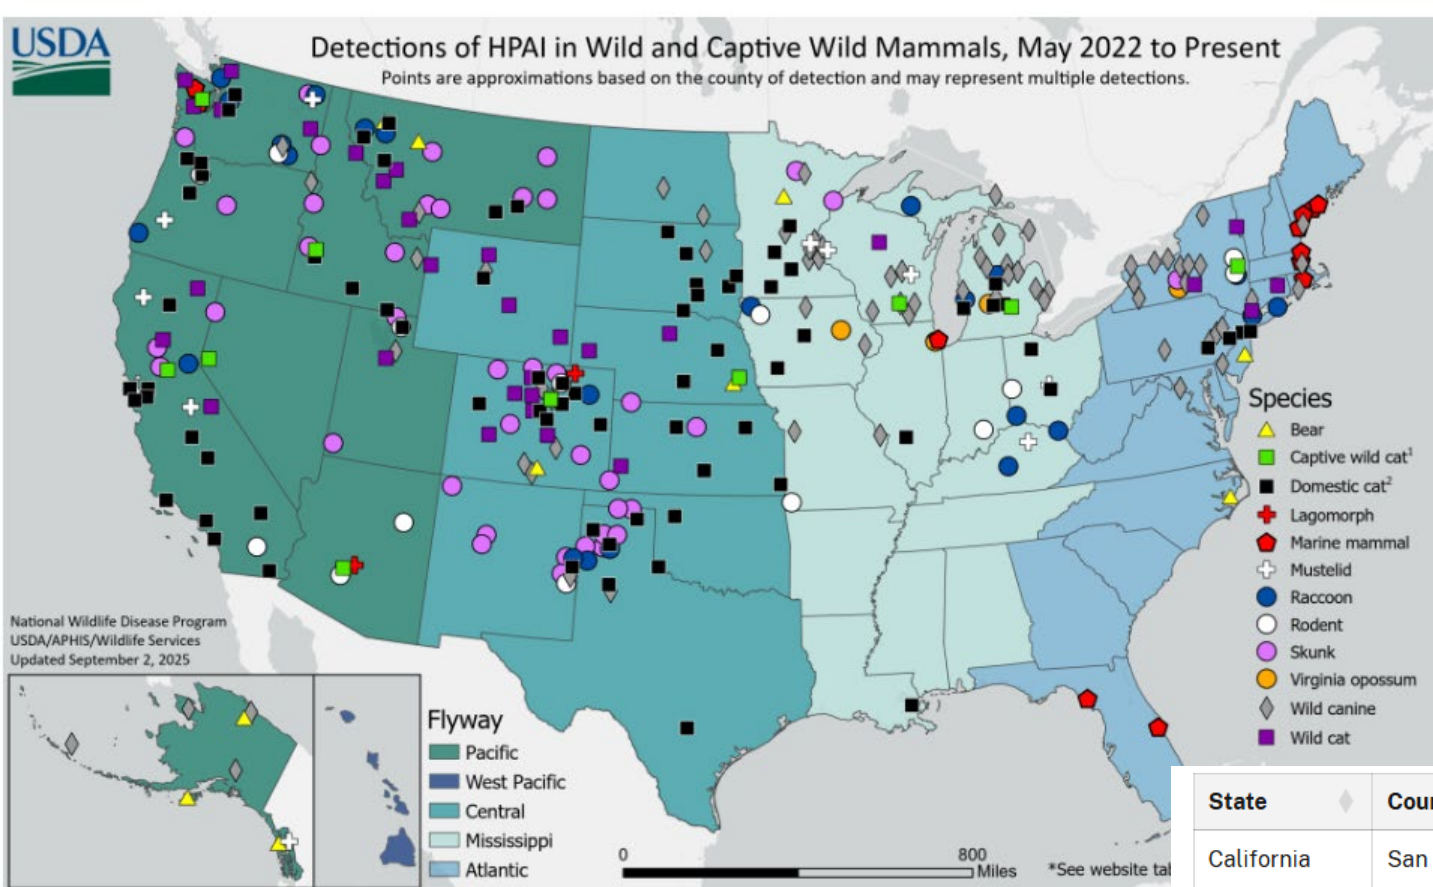 USDA
Detections of HPAI in Wild and Captive Wild Mammals, May 2022 to Present
Points are approximations based on the county of detection and may represent multiple detections.
Species
Bear
Captive wild cat¹
Domestic cat²
Lagomorph
Marine mammal
Mustelid
Raccoon
Rodent
Skunk
Virginia opossum
Wild canine
Wild cat
National Wildlife Disease Program
USDA/APHIS/Wildlife Services
Updated September 2, 2025
Flyway
Pacific
West Pacific
Central
Mississippi
Atlantic
0 800
Miles
*See website tab
State Cour
California San